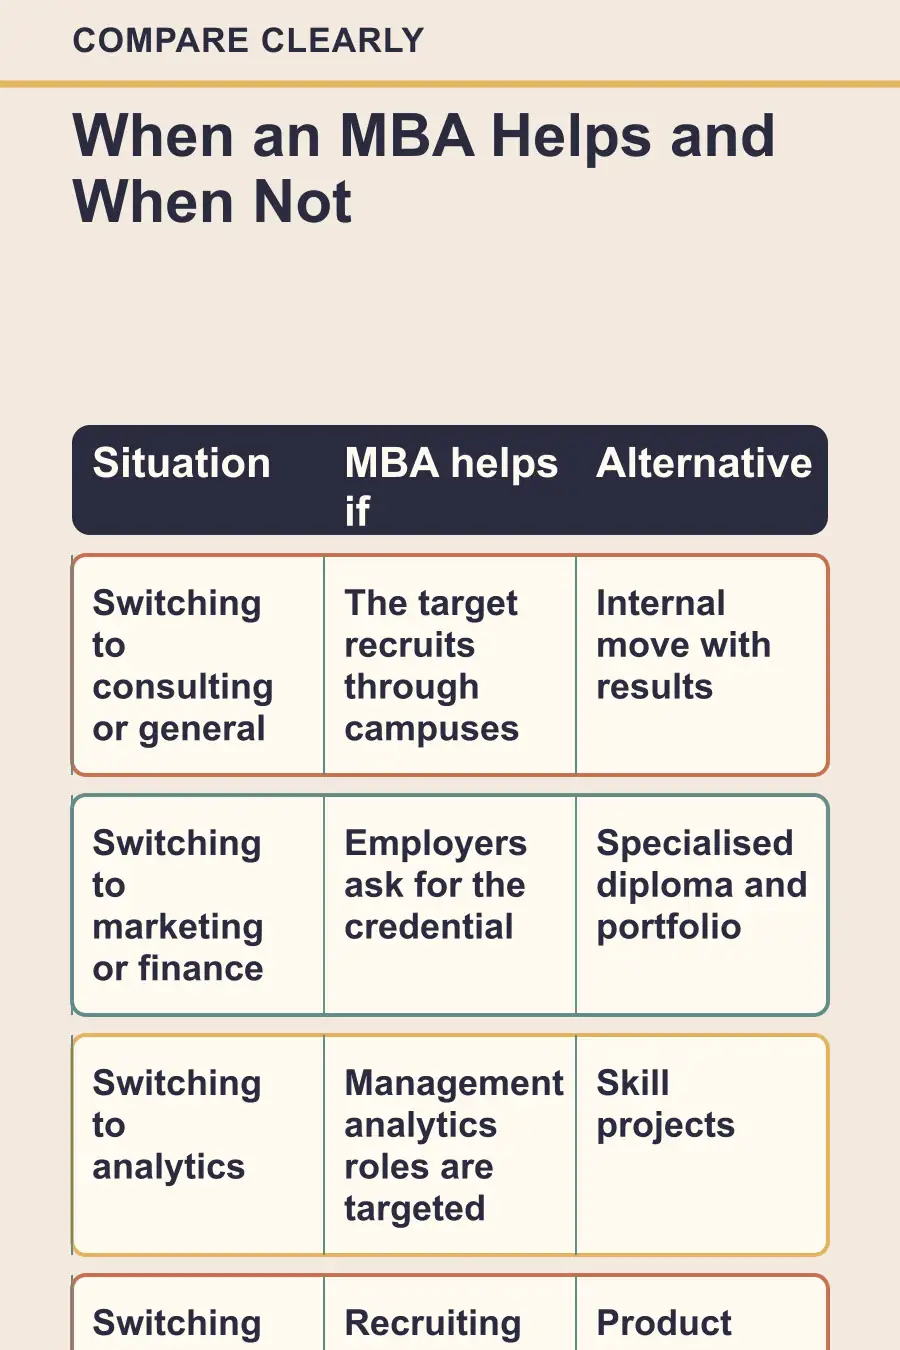 COMPARE CLEARLY
When an MBA Helps and
When Not
Situation
MBA helps
if
Alternative
Switching
to
consulting
or general
The target
recruits
through
campuses
Internal
move with
results
Switching
to
marketing
or finance
Employers
ask for the
credential
Specialised
diploma and
portfolio
Switching
to
analytics
Management
analytics
roles are
targeted
Skill
projects
Switching
Recruiting
Product